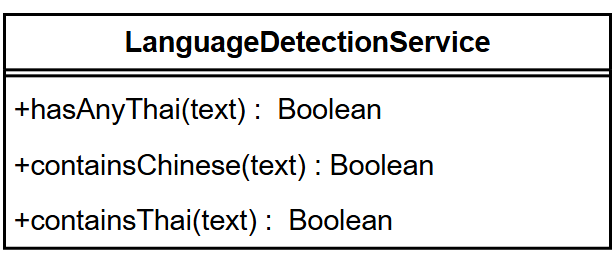 LanguageDetectionService
+hasAnyThai(text) :  Boolean
+containsChinese(text) : Boolean
+containsThai(text) :  Boolean